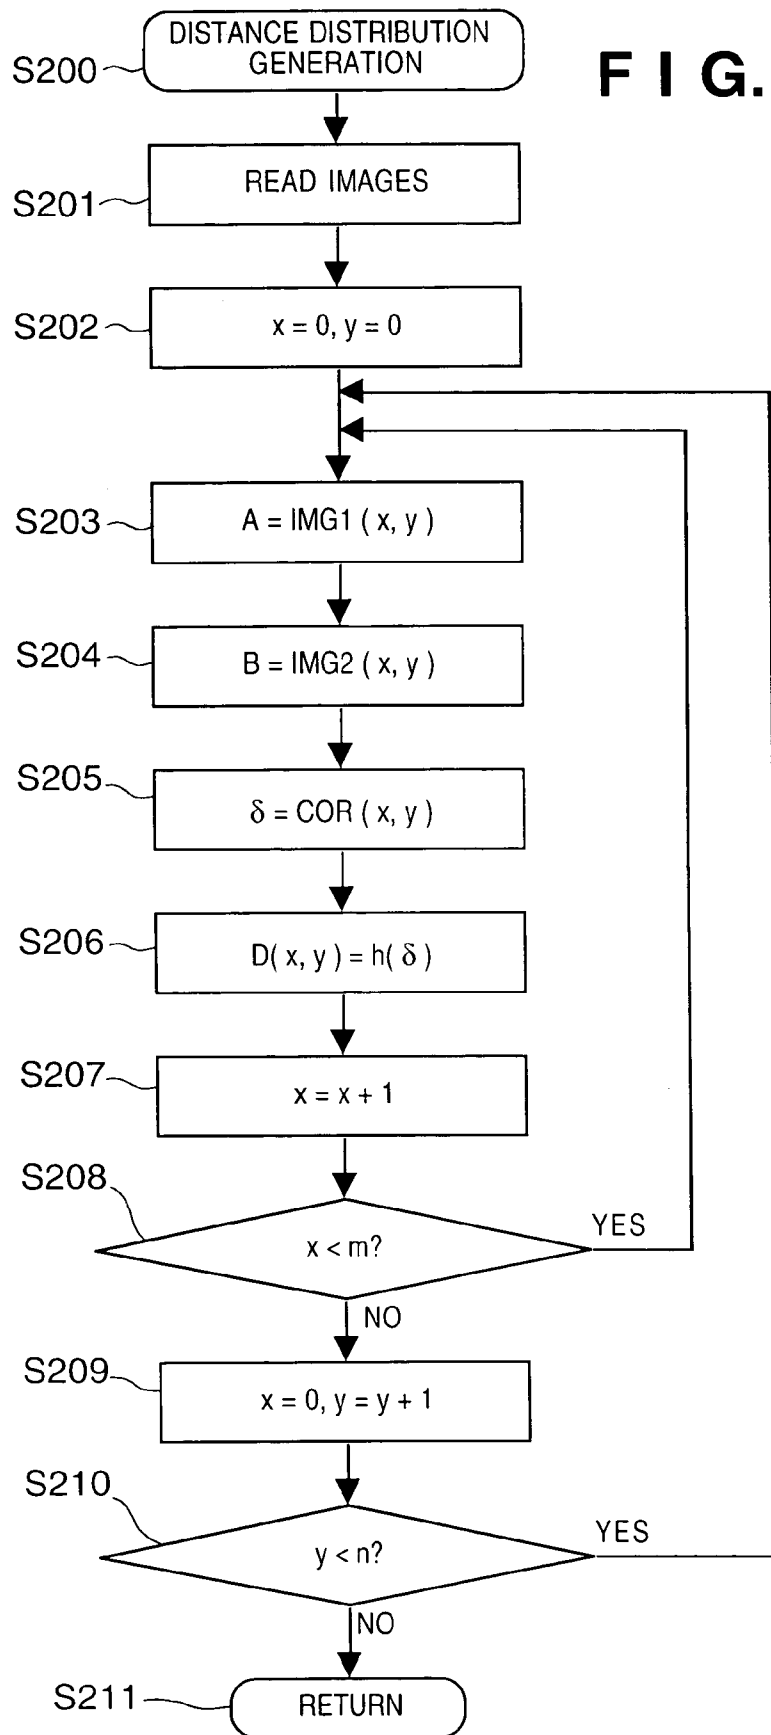 DISTANCE DISTRIBUTION
GENERATION
S200
F I G.
READ IMAGES
S201
x = 0, y = 0
S202
A = IMG1 ( x, y )
S203
B = IMG2 ( x, y )
S204
δ = COR ( x, y )
S205
D( x, y ) = h( δ )
S206
x = x + 1
S207
S208
x < m?
YES
NO
S209
x = 0, y = y + 1
S210
y < n?
YES
NO
S211
RETURN